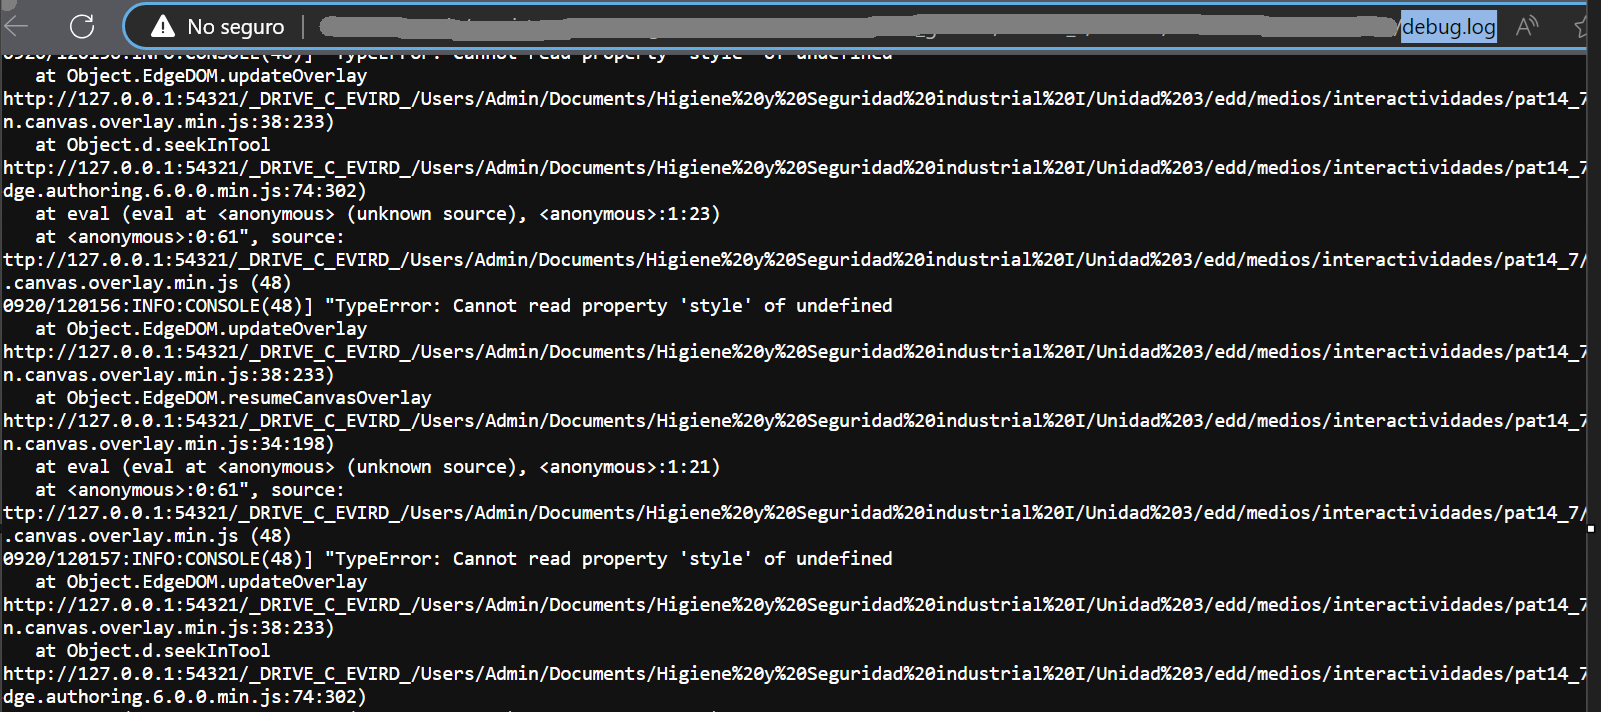 No seguro
/debug.log
0920/120156:INFO:CONSOLE(48)] "TypeError: Cannot read property 'style' of undefined
at Object.EdgeDOM.updateOverlay
http://127.0.0.1:54321/_DRIVE_C_EVIRD_/Users/Admin/Documents/Higiene%20y%20Seguridad%20industrial%20I/Unidad%203/edd/medios/interactividades/pat14_7
n.canvas.overlay.min.js:38:233)
at Object.d.seekInTool
http://127.0.0.1:54321/_DRIVE_C_EVIRD_/Users/Admin/Documents/Higiene%20y%20Seguridad%20industrial%20I/Unidad%203/edd/medios/interactividades/pat14_7
dge.authoring.6.0.0.min.js:74:302)
at eval (eval at <anonymous> (unknown source), <anonymous>:1:23)
at <anonymous>:0:61", source:
ttp://127.0.0.1:54321/_DRIVE_C_EVIRD_/Users/Admin/Documents/Higiene%20y%20Seguridad%20industrial%20I/Unidad%203/edd/medios/interactividades/pat14_7/
.canvas.overlay.min.js (48)
0920/120156:INFO:CONSOLE(48)] "TypeError: Cannot read property 'style' of undefined
at Object.EdgeDOM.updateOverlay
http://127.0.0.1:54321/_DRIVE_C_EVIRD_/Users/Admin/Documents/Higiene%20y%20Seguridad%20industrial%20I/Unidad%203/edd/medios/interactividades/pat14_7
n.canvas.overlay.min.js:38:233)
at Object.EdgeDOM.resumeCanvasOverlay
http://127.0.0.1:54321/_DRIVE_C_EVIRD_/Users/Admin/Documents/Higiene%20y%20Seguridad%20industrial%20I/Unidad%203/edd/medios/interactividades/pat14_7
n.canvas.overlay.min.js:34:198)
at eval (eval at <anonymous> (unknown source), <anonymous>:1:21)
at <anonymous>:0:61", source:
ttp://127.0.0.1:54321/_DRIVE_C_EVIRD_/Users/Admin/Documents/Higiene%20y%20Seguridad%20industrial%20I/Unidad%203/edd/medios/interactividades/pat14_7/
.canvas.overlay.min.js (48)
0920/120157:INFO:CONSOLE(48)] "TypeError: Cannot read property 'style' of undefined
at Object.EdgeDOM.updateOverlay
http://127.0.0.1:54321/_DRIVE_C_EVIRD_/Users/Admin/Documents/Higiene%20y%20Seguridad%20industrial%20I/Unidad%203/edd/medios/interactividades/pat14_7
n.canvas.overlay.min.js:38:233)
at Object.d.seekInTool
http://127.0.0.1:54321/_DRIVE_C_EVIRD_/Users/Admin/Documents/Higiene%20y%20Seguridad%20industrial%20I/Unidad%203/edd/medios/interactividades/pat14_7
dge.authoring.6.0.0.min.js:74:302)